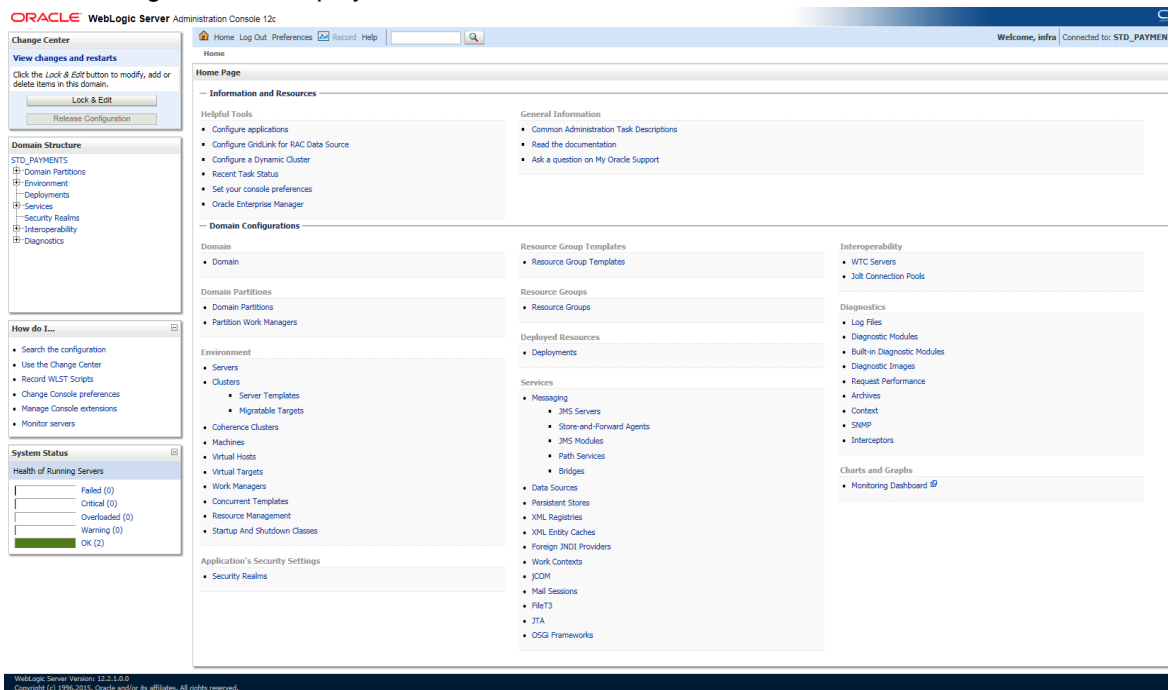 ORACLE WebLogic Server Administration Console 12c
Change Center
View changes and restarts
Click the Lock & Edit button to modify, add or
delete items in this domain.
Lock & Edit
Release Configuration
Domain Structure
STD_PAYMENTS
Domain Partitions
Environment
Deployments
Services
Security Realms
Interoperability
Diagnostics
How do I...
Search the configuration
Use the Change Center
Record WLST Scripts
Change Console preferences
Manage Console extensions
Monitor servers
System Status
Health of Running Servers
Failed (0)
Critical (0)
Overloaded (0)
Warning (0)
OK (2)
Home Log Out Preferences Record Help
Welcome, infra Connected to: STD_PAYMEN
Home
Home Page
Information and Resources
Helpful Tools
Configure applications
Configure GridLink for RAC Data Source
Configure a Dynamic Cluster
Recent Task Status
Set your console preferences
Oracle Enterprise Manager
General Information
Common Administration Task Descriptions
Read the documentation
Ask a question on My Oracle Support
Domain Configurations
Domain
Domain
Domain Partitions
Domain Partitions
Partition Work Managers
Environment
Servers
Clusters
Server Templates
Migratable Targets
Coherence Clusters
Machines
Virtual Hosts
Virtual Targets
Work Managers
Concurrent Templates
Resource Management
Startup And Shutdown Classes
Application's Security Settings
Security Realms
Resource Group Templates
Resource Group Templates
Resource Groups
Resource Groups
Deployed Resources
Deployments
Services
Messaging
JMS Servers
Store-and-Forward Agents
JMS Modules
Path Services
Bridges
Data Sources
Persistent Stores
XML Registries
XML Entity Caches
Foreign JNDI Providers
Work Contexts
jCOM
Mail Sessions
FileT3
JTA
OSGi Frameworks
Interoperability
WTC Servers
Jolt Connection Pools
Diagnostics
Log Files
Diagnostic Modules
Built-in Diagnostic Modules
Diagnostic Images
Request Performance
Archives
Context
SNMP
Interceptors
Charts and Graphs
Monitoring Dashboard
WebLogic Server Version: 12.2.1.0.0
Copyright (c) 1996,2015, Oracle and/or its affiliates. All rights reserved.